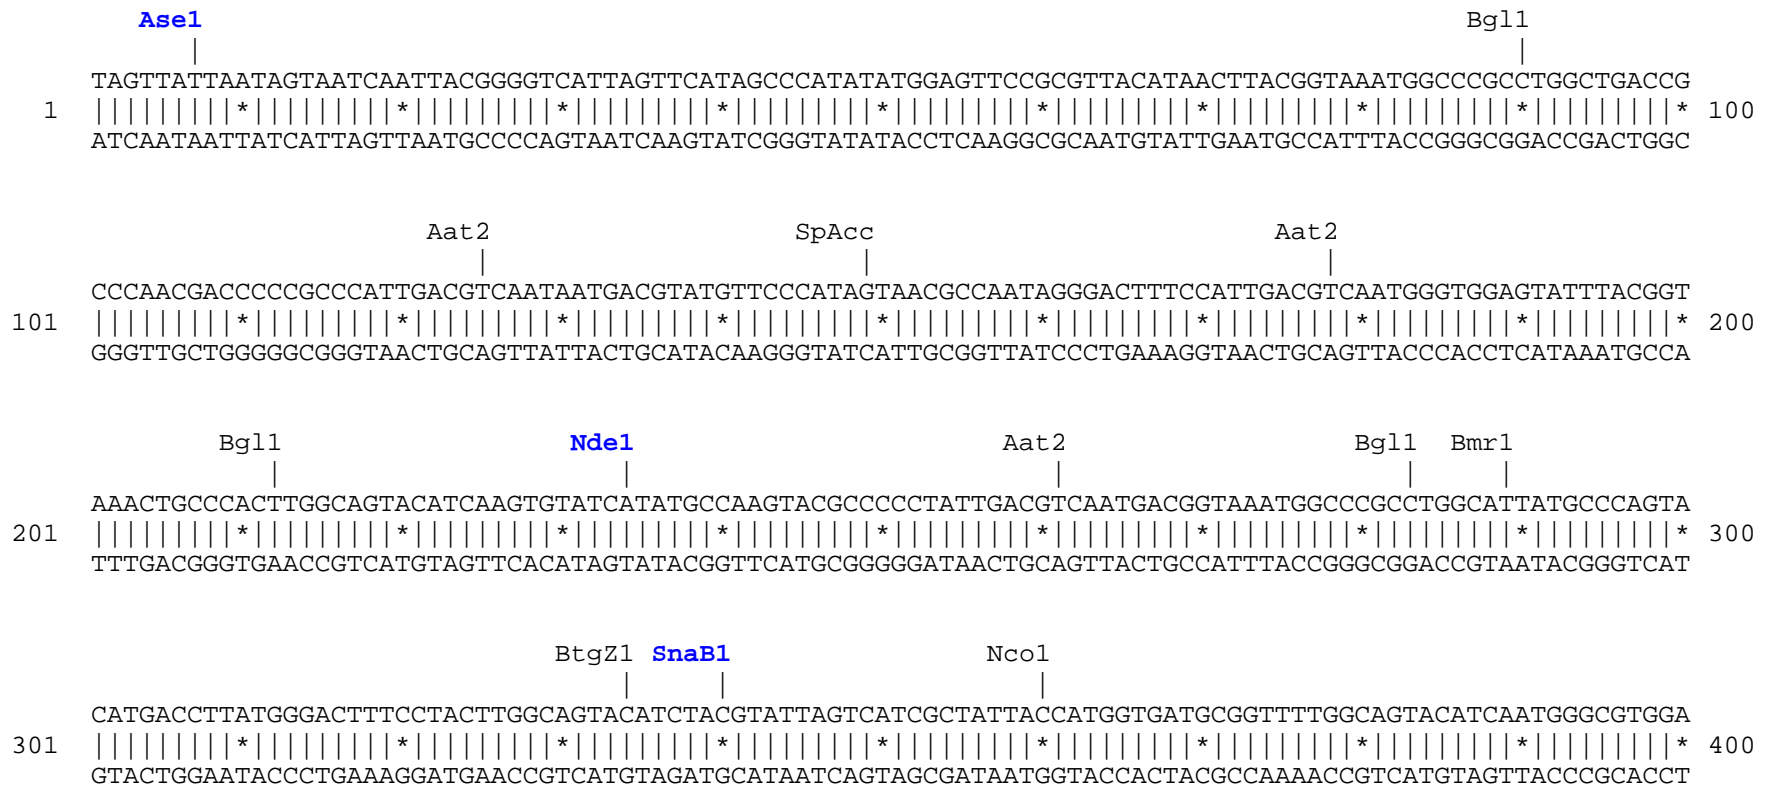 Ase1 Bgl1
| |
TAGTTATTAATAGTAATCAATTACGGGGTCATTAGTTCATAGCCCATATATGGAGTTCCGCGTTACATAACTTACGGTAAATGGCCCGCCTGGCTGACCG
1 |||||||||*|||||||||*|||||||||*|||||||||*|||||||||*|||||||||*|||||||||*|||||||||*|||||||||*|||||||||* 100
ATCAATAATTATCATTAGTTAATGCCCCAGTAATCAAGTATCGGGTATATACCTCAAGGCGCAATGTATTGAATGCCATTTACCGGGCGGACCGACTGGC
Aat2 SpAcc Aat2
| | |
CCCAACGACCCCCGCCCATTGACGTCAATAATGACGTATGTTCCCATAGTAACGCCAATAGGGACTTTCCATTGACGTCAATGGGTGGAGTATTTACGGT
101 |||||||||*|||||||||*|||||||||*|||||||||*|||||||||*|||||||||*|||||||||*|||||||||*|||||||||*|||||||||* 200
GGGTTGCTGGGGGCGGGTAACTGCAGTTATTACTGCATACAAGGGTATCATTGCGGTTATCCCTGAAAGGTAACTGCAGTTACCCACCTCATAAATGCCA
Bgl1 Nde1 Aat2 Bgl1 Bmr1
| | | | |
AAACTGCCCACTTGGCAGTACATCAAGTGTATCATATGCCAAGTACGCCCCCTATTGACGTCAATGACGGTAAATGGCCCGCCTGGCATTATGCCCAGTA
201 |||||||||*|||||||||*|||||||||*|||||||||*|||||||||*|||||||||*|||||||||*|||||||||*|||||||||*|||||||||* 300
TTTGACGGGTGAACCGTCATGTAGTTCACATAGTATACGGTTCATGCGGGGGATAACTGCAGTTACTGCCATTTACCGGGCGGACCGTAATACGGGTCAT
BtgZ1 SnaB1 Nco1
| | |
CATGACCTTATGGGACTTTCCTACTTGGCAGTACATCTACGTATTAGTCATCGCTATTACCATGGTGATGCGGTTTTGGCAGTACATCAATGGGCGTGGA
301 |||||||||*|||||||||*|||||||||*|||||||||*|||||||||*|||||||||*|||||||||*|||||||||*|||||||||*|||||||||* 400
GTACTGGAATACCCTGAAAGGATGAACCGTCATGTAGATGCATAATCAGTAGCGATAATGGTACCACTACGCCAAAACCGTCATGTAGTTACCCGCACCT